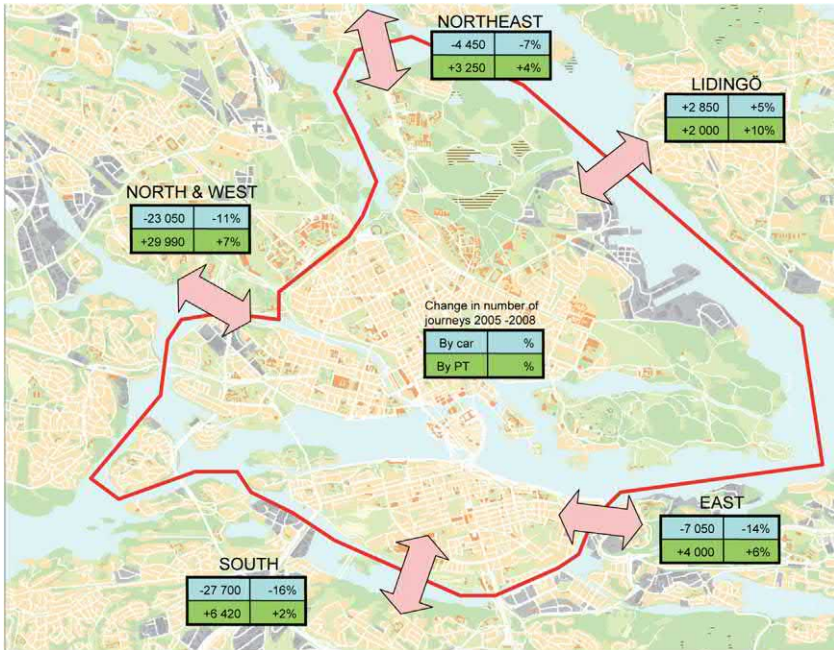 NORTHEAST
-4 450 -7%
+3 250 +4%
LIDINGÖ
+2 850 +5%
+2 000 +10%
NORTH & WEST
-23 050 -11%
+29 990 +7%
Change in number of
journeys 2005 -2008
By car %
By PT %
EAST
-7 050 -14%
+4 000 +6%
SOUTH
-27 700 -16%
+6 420 +2%